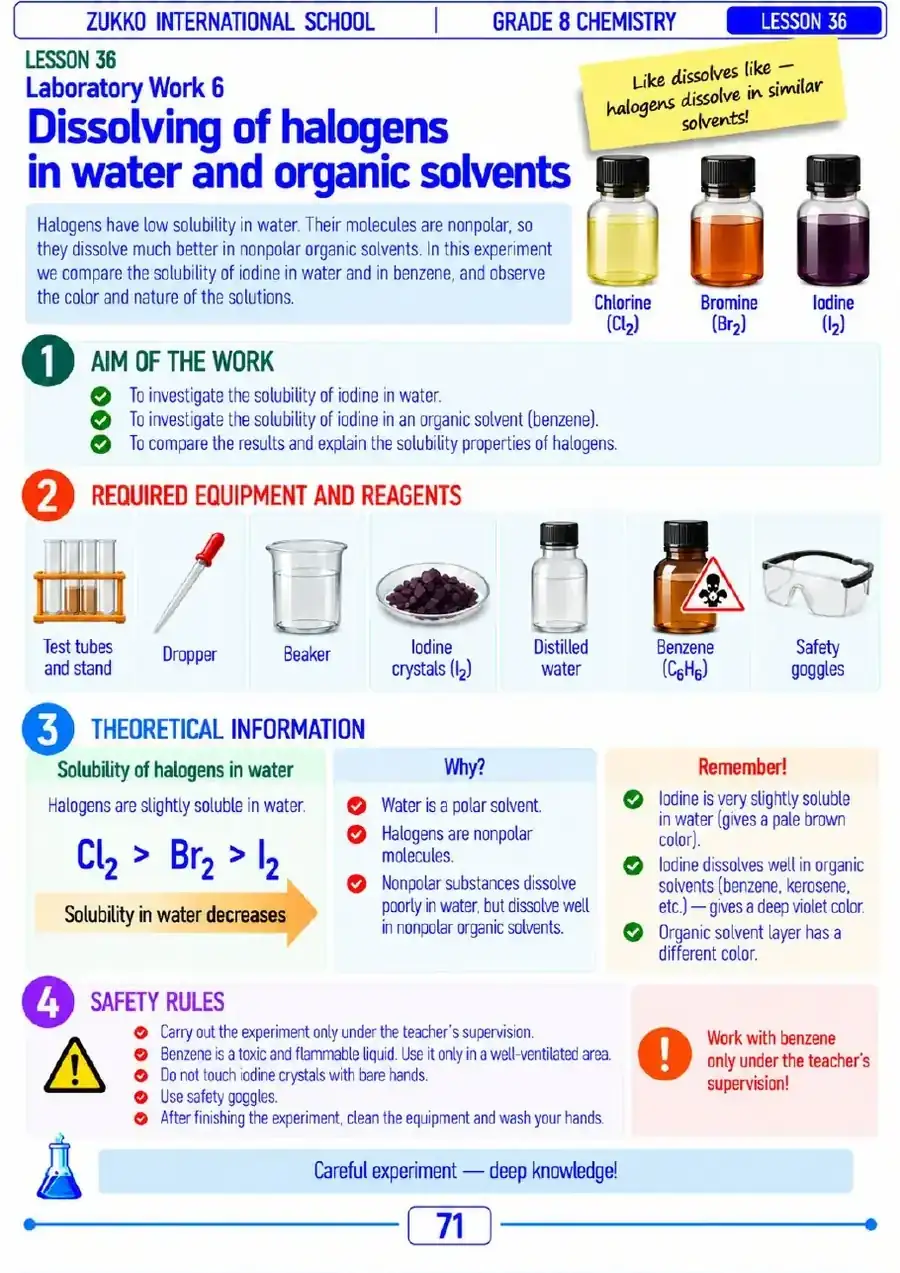 ZUKKO INTERNATIONAL SCHOOL | GRADE 8 CHEMISTRY LESSON 36
LESSON 36
Laboratory Work 6
Dissolving of halogens
in water and organic solvents
Like dissolves like –
halogens dissolve in similar
solvents!
Halogens have low solubility in water. Their molecules are nonpolar, so
they dissolve much better in nonpolar organic solvents. In this experiment
we compare the solubility of iodine in water and in benzene, and observe
the color and nature of the solutions.
Chlorine
(Cl₂)
Bromine
(Br₂)
Iodine
(I₂)
1 AIM OF THE WORK
To investigate the solubility of iodine in water.
To investigate the solubility of iodine in an organic solvent (benzene).
To compare the results and explain the solubility properties of halogens.
2 REQUIRED EQUIPMENT AND REAGENTS
Test tubes
and stand
Dropper
Beaker
Iodine
crystals (I₂)
Distilled
water
Benzene
(C₆H₆)
Safety
goggles
3 THEORETICAL INFORMATION
Solubility of halogens in water
Halogens are slightly soluble in water.
Cl₂ > Br₂ > I₂
Solubility in water decreases
Why?
Water is a polar solvent.
Halogens are nonpolar
molecules.
Nonpolar substances dissolve
poorly in water, but dissolve well
in nonpolar organic solvents.
Remember!
Iodine is very slightly soluble
in water (gives a pale brown
color).
Iodine dissolves well in organic
solvents (benzene, kerosene,
etc.) — gives a deep violet color.
Organic solvent layer has a
different color.
4 SAFETY RULES
Carry out the experiment only under the teacher's supervision.
Benzene is a toxic and flammable liquid. Use it only in a well-ventilated area.
Do not touch iodine crystals with bare hands.
Use safety goggles.
After finishing the experiment, clean the equipment and wash your hands.
!
Work with benzene
only under the teacher's
supervision!
Careful experiment — deep knowledge!
71